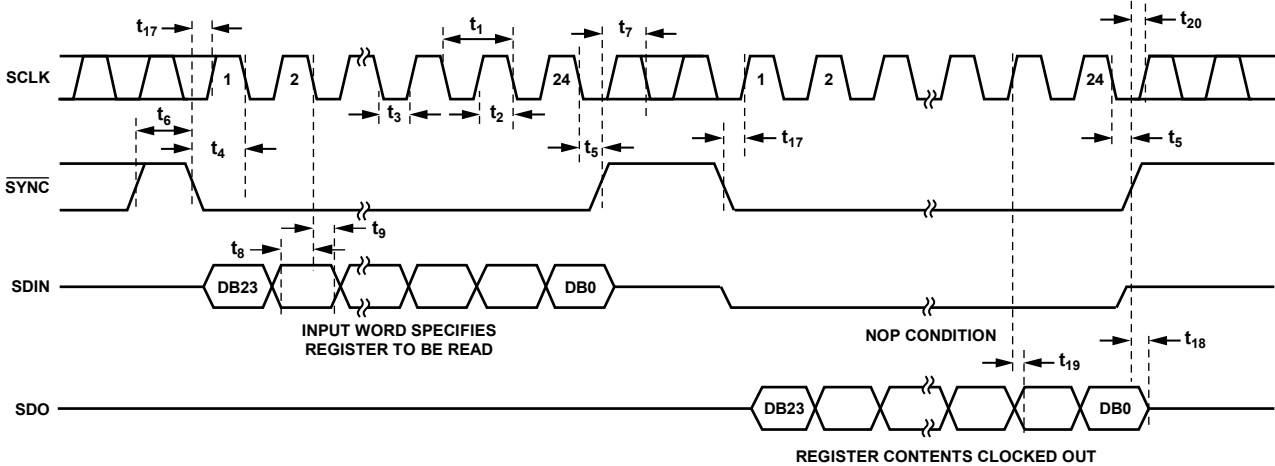 t17
t1
t7
t20
SCLK
1
2
24
1
2
24
t6
t4
t3
t2
t5
t17
t5
SYNC
t8
t9
SDIN
DB23
DB0
INPUT WORD SPECIFIES
REGISTER TO BE READ
NOP CONDITION
t18
t19
SDO
DB23
DB0
REGISTER CONTENTS CLOCKED OUT